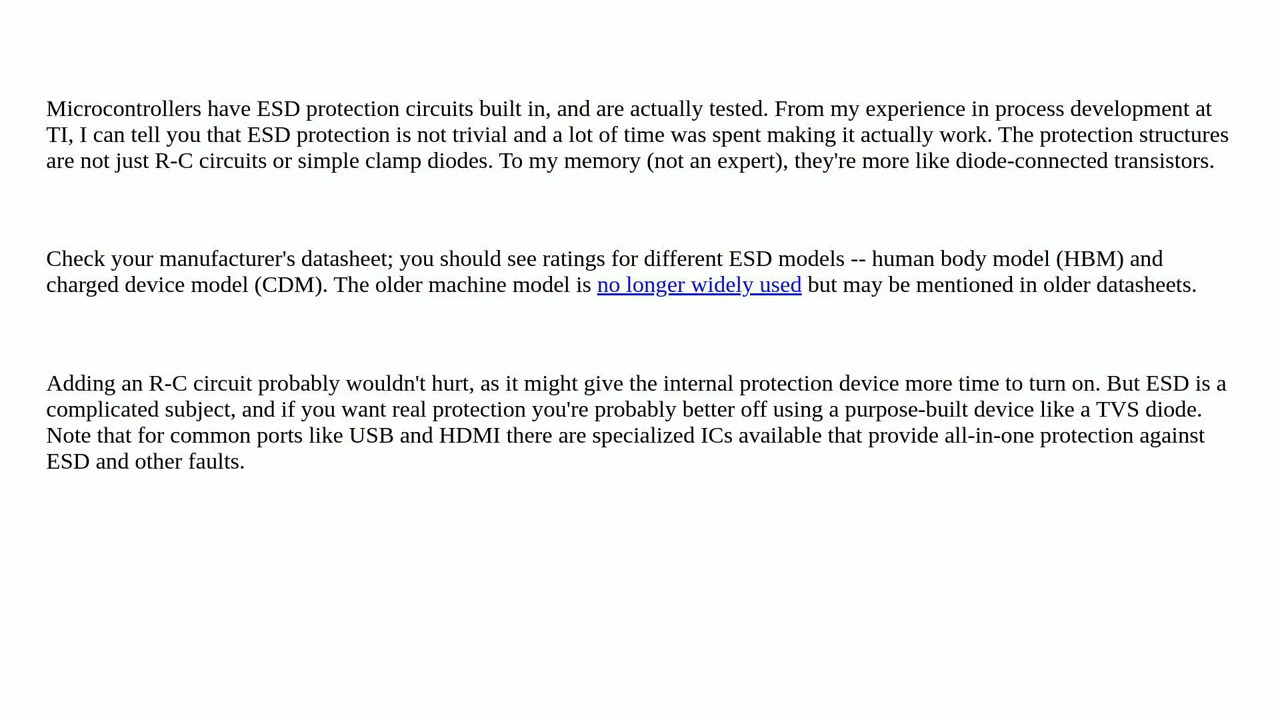 Microcontrollers have ESD protection circuits built in, and are actually tested. From my experience in process development at
TI, I can tell you that ESD protection is not trivial and a lot of time was spent making it actually work. The protection structures
are not just R-C circuits or simple clamp diodes. To my memory (not an expert), they're more like diode-connected transistors.
Check your manufacturer's datasheet; you should see ratings for different ESD models -- human body model (HBM) and
charged device model (CDM). The older machine model is no longer widely used but may be mentioned in older datasheets.
Adding an R-C circuit probably wouldn't hurt, as it might give the internal protection device more time to turn on. But ESD is a
complicated subject, and if you want real protection you're probably better off using a purpose-built device like a TVS diode.
Note that for common ports like USB and HDMI there are specialized ICs available that provide all-in-one protection against
ESD and other faults.